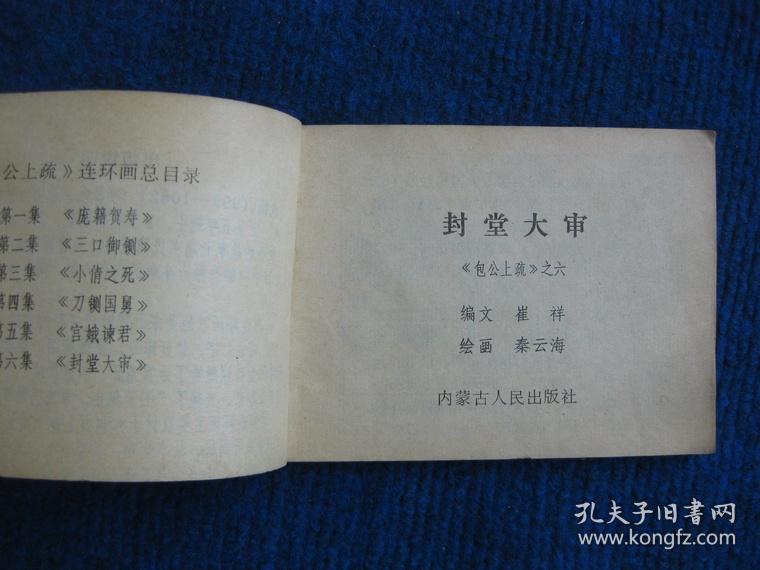 公上疏》连环画总目录
第一集 《庞籍贺寿》
第二集 《三口御铡》
第三集 《小倩之死》
第四集 《刀铡国舅》
第五集 《宫娥谏君》
第六集 《封堂大审》
封堂大审
《包公上疏》之六
编文 崔祥
绘画 秦云海
内蒙古人民出版社
孔夫子旧书网
www.kongfz.com